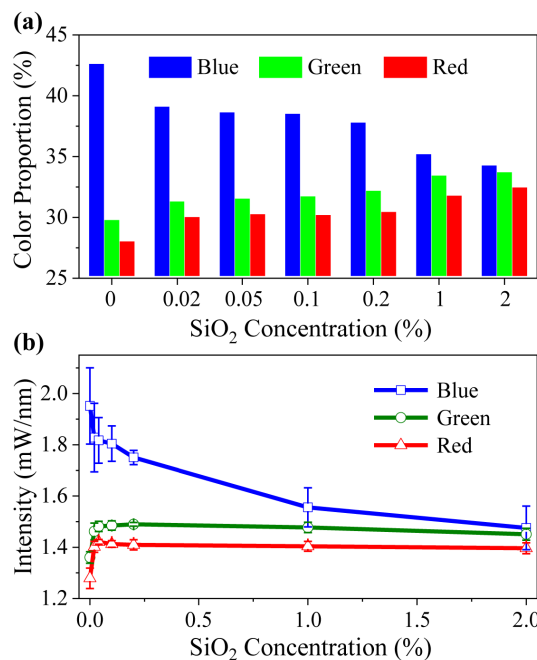 (a)
Blue Green Red
Color Proportion (%)
45
40
35
30
25
0 0.02 0.05 0.1 0.2 1 2
SiO₂ Concentration (%)
(b)
Blue
Green
Red
Intensity (mW/nm)
2.0
1.8
1.6
1.4
1.2
0.0 0.5 1.0 1.5 2.0
SiO₂ Concentration (%)